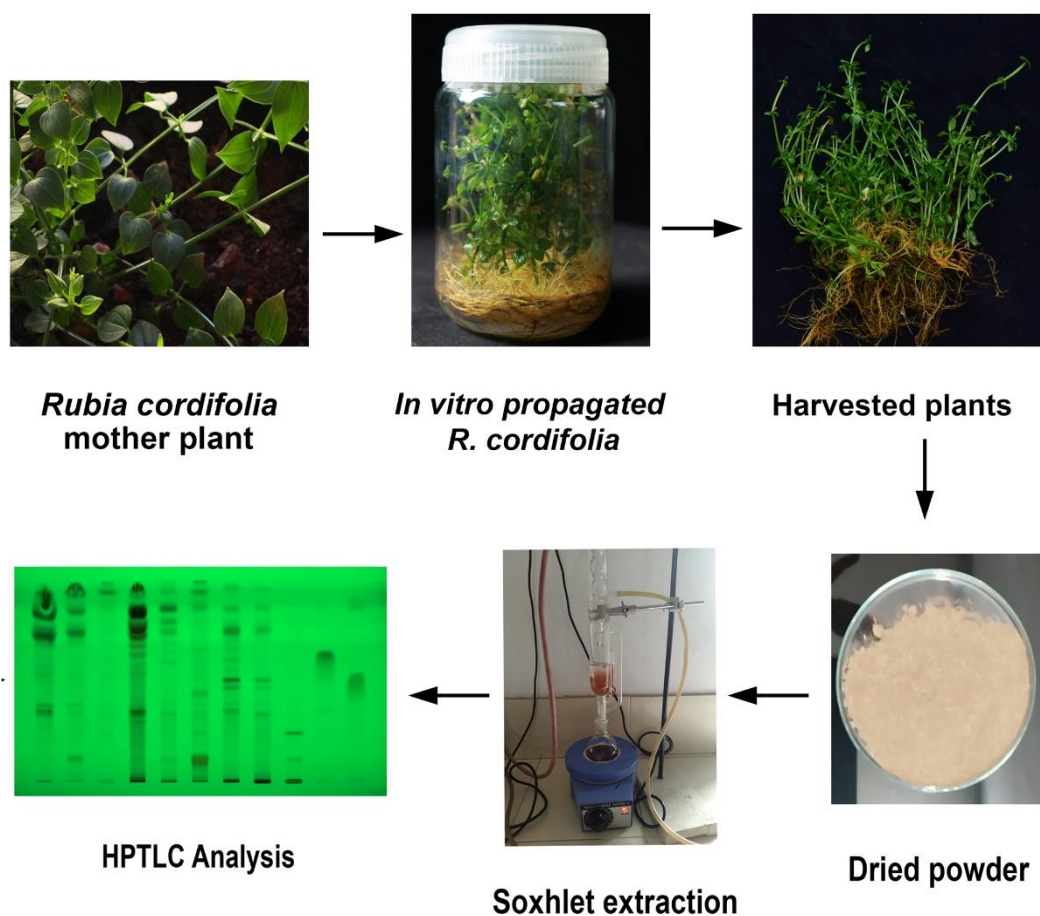 Rubia cordifolia
mother plant
In vitro propagated
R. cordifolia
Harvested plants
Dried powder
Soxhlet extraction
HPTLC Analysis